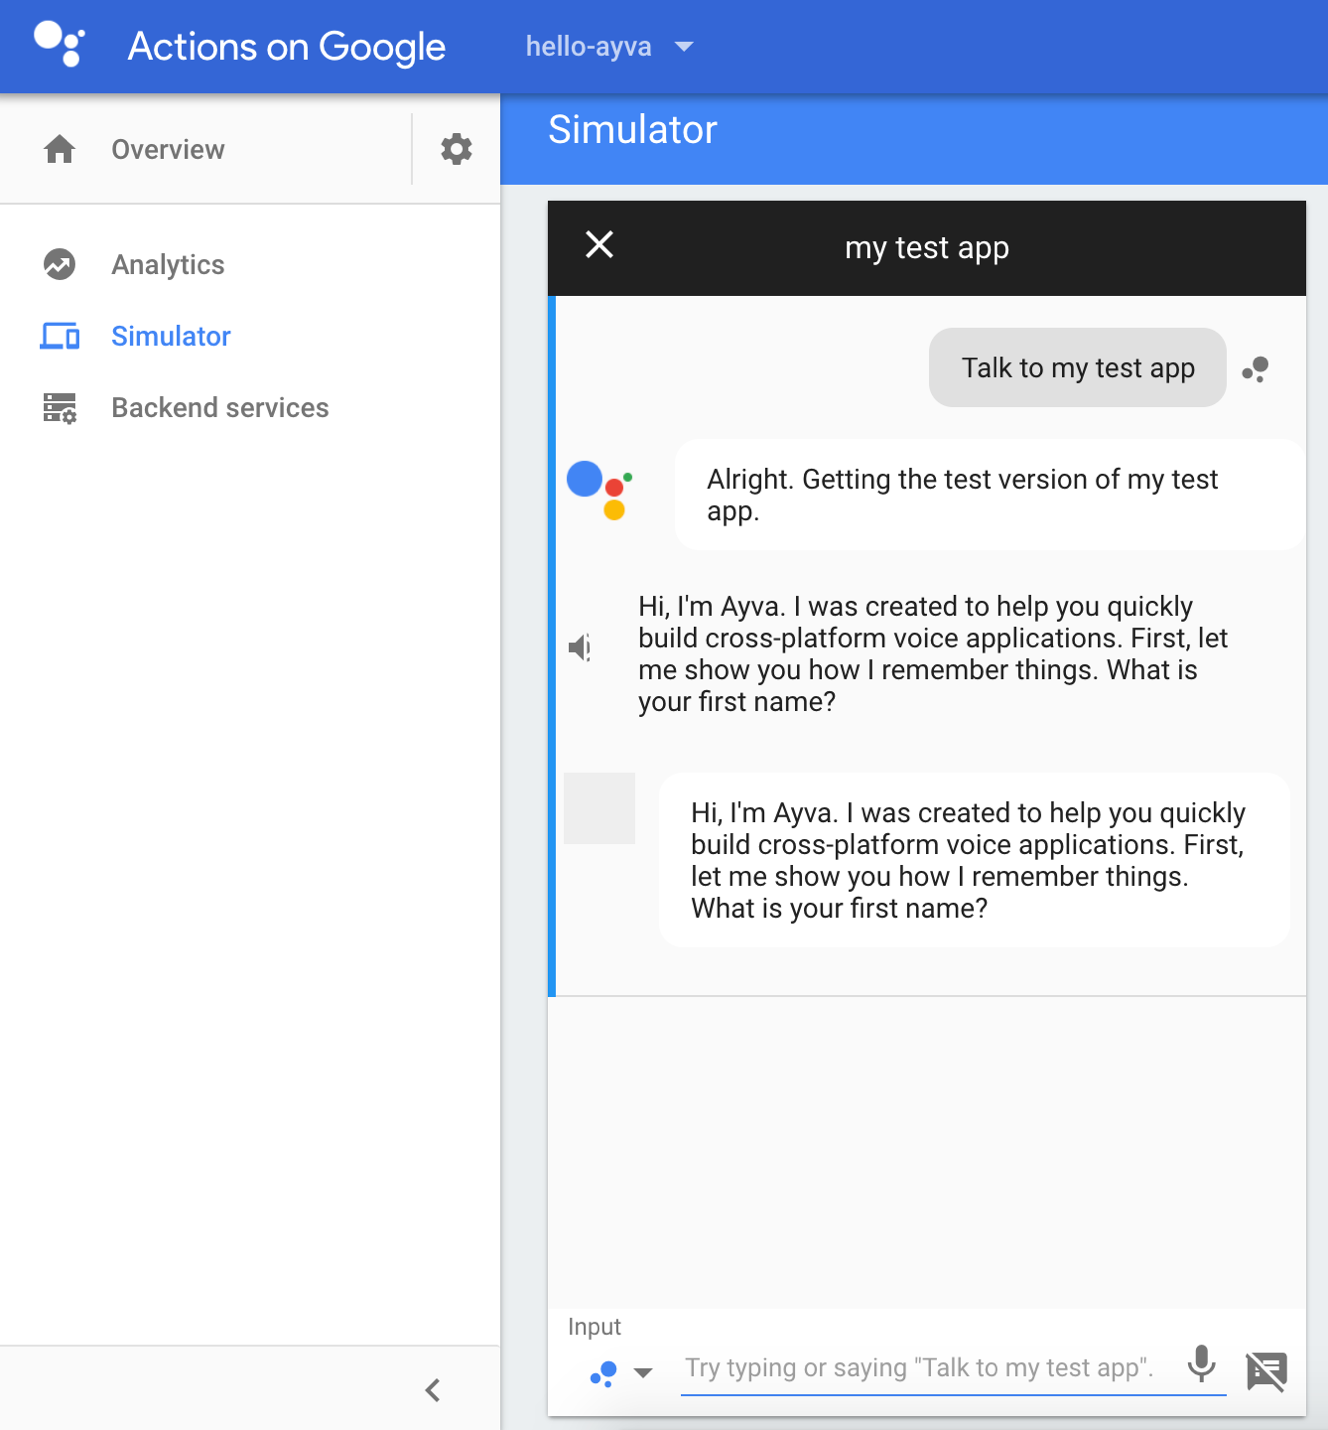 Actions on Google
hello-ayva
Overview
Analytics
Simulator
Backend services
Simulator
my test app
Talk to my test app
Alright. Getting the test version of my test
app.
Hi, I'm Ayva. I was created to help you quickly
build cross-platform voice applications. First, let
me show you how I remember things. What is
your first name?
Hi, I'm Ayva. I was created to help you quickly
build cross-platform voice applications. First,
let me show you how I remember things.
What is your first name?
Input
Try typing or saying "Talk to my test app".